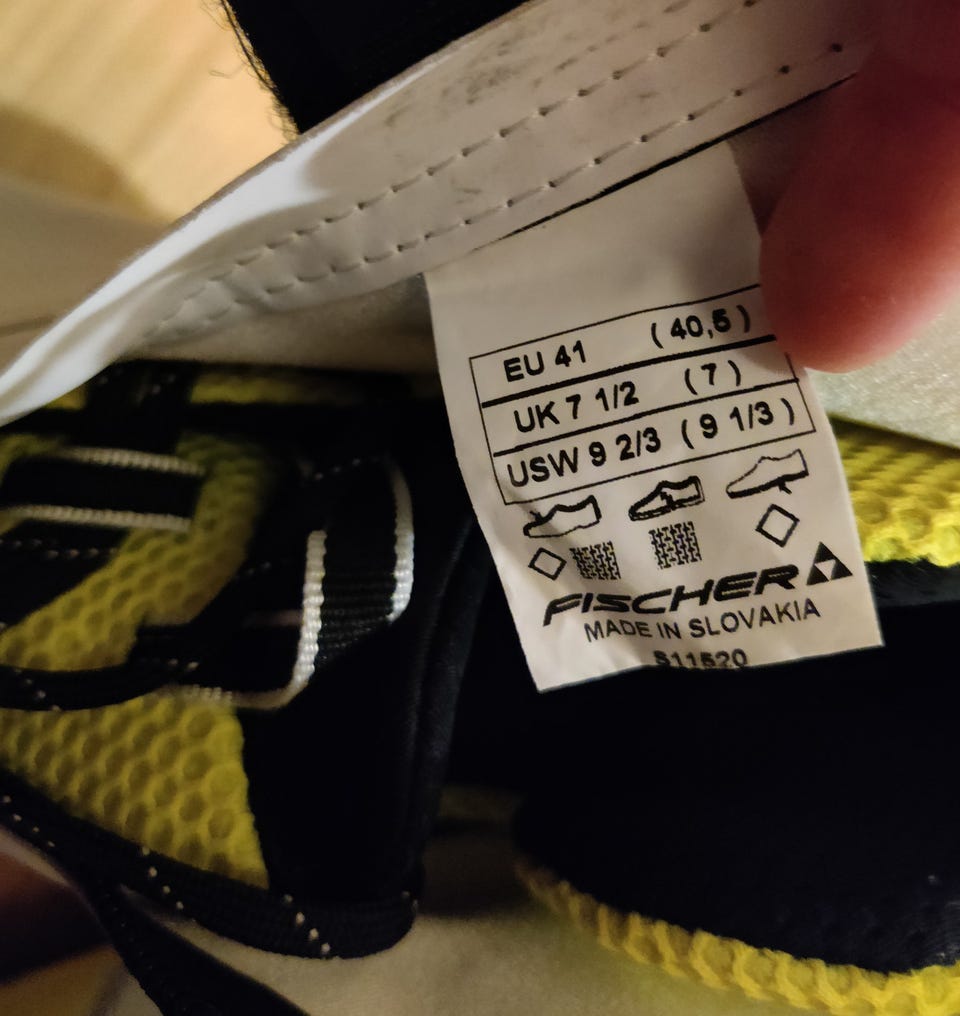 EU 41 (40,5)
UK 7 1/2 (7)
USW 9 2/3 (9 1/3)
FISCHER
MADE IN SLOVAKIA
S11520